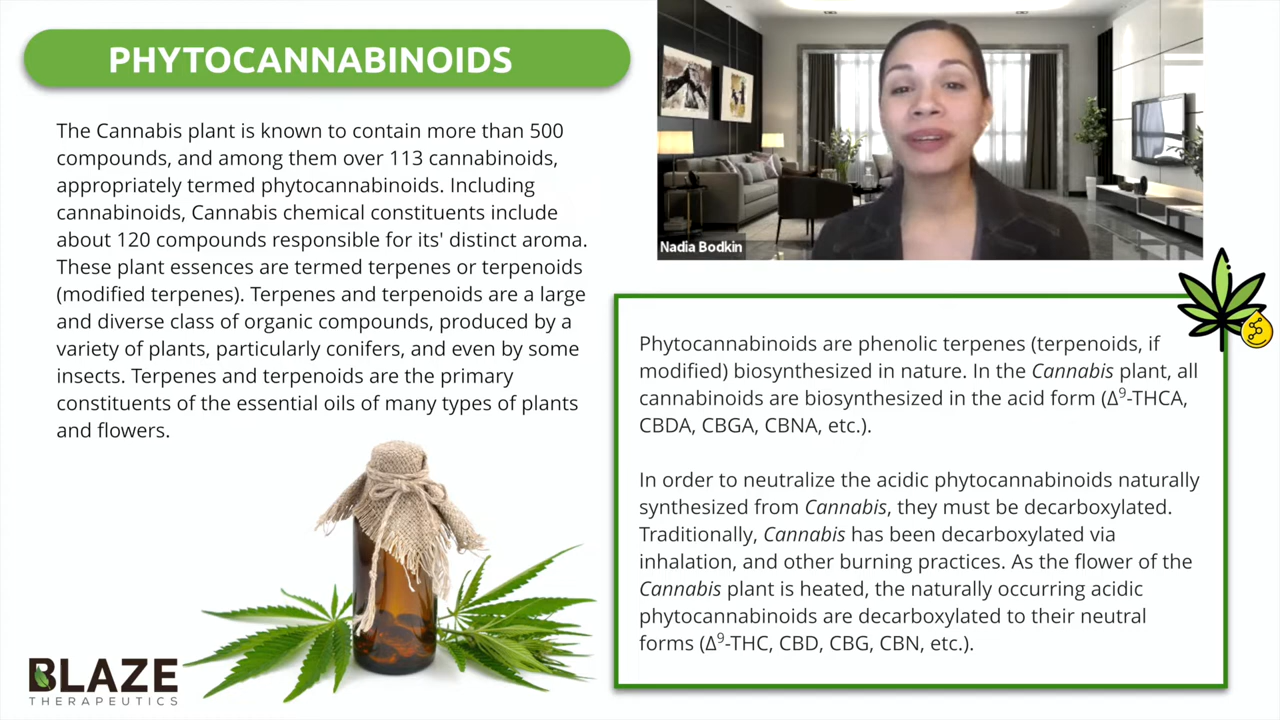 PHYTOCANNABINOIDS
The Cannabis plant is known to contain more than 500
compounds, and among them over 113 cannabinoids,
appropriately termed phytocannabinoids. Including
cannabinoids, Cannabis chemical constituents include
about 120 compounds responsible for its' distinct aroma.
These plant essences are termed terpenes or terpenoids
(modified terpenes). Terpenes and terpenoids are a large
and diverse class of organic compounds, produced by a
variety of plants, particularly conifers, and even by some
insects. Terpenes and terpenoids are the primary
constituents of the essential oils of many types of plants
and flowers.
BLAZE
THERAPEUTICS
Nadia Bodkin
Phytocannabinoids are phenolic terpenes (terpenoids, if
modified) biosynthesized in nature. In the Cannabis plant, all
cannabinoids are biosynthesized in the acid form (Δ⁹-THCA,
CBDA, CBGA, CBNA, etc.).
In order to neutralize the acidic phytocannabinoids naturally
synthesized from Cannabis, they must be decarboxylated.
Traditionally, Cannabis has been decarboxylated via
inhalation, and other burning practices. As the flower of the
Cannabis plant is heated, the naturally occurring acidic
phytocannabinoids are decarboxylated to their neutral
forms (Δ⁹-THC, CBD, CBG, CBN, etc.).